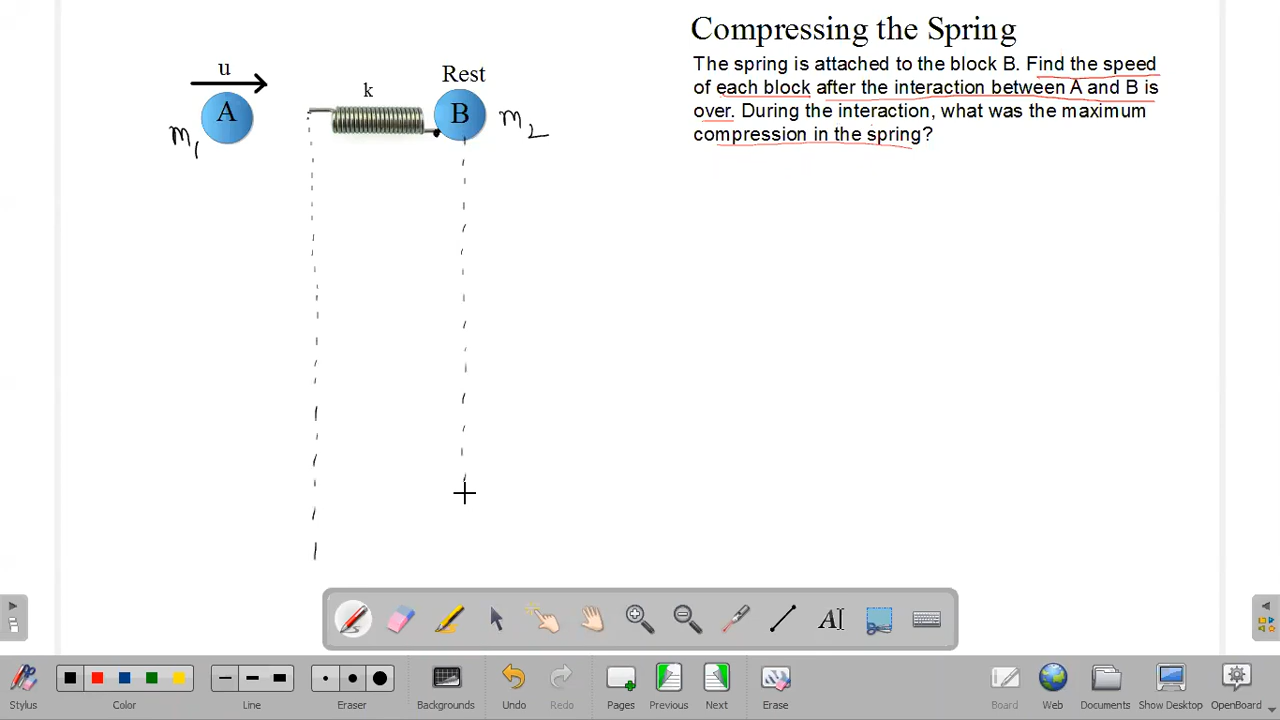 Compressing the Spring
The spring is attached to the block B. Find the speed
of each block after the interaction between A and B is
over. During the interaction, what was the maximum
compression in the spring?
u
Rest
k
A
B
m1
m2
Stylus
Color
Line
Eraser
Backgrounds
Undo
Redo
Pages
Previous
Next
Erase
Board
Web
Documents
Show Desktop
OpenBoard